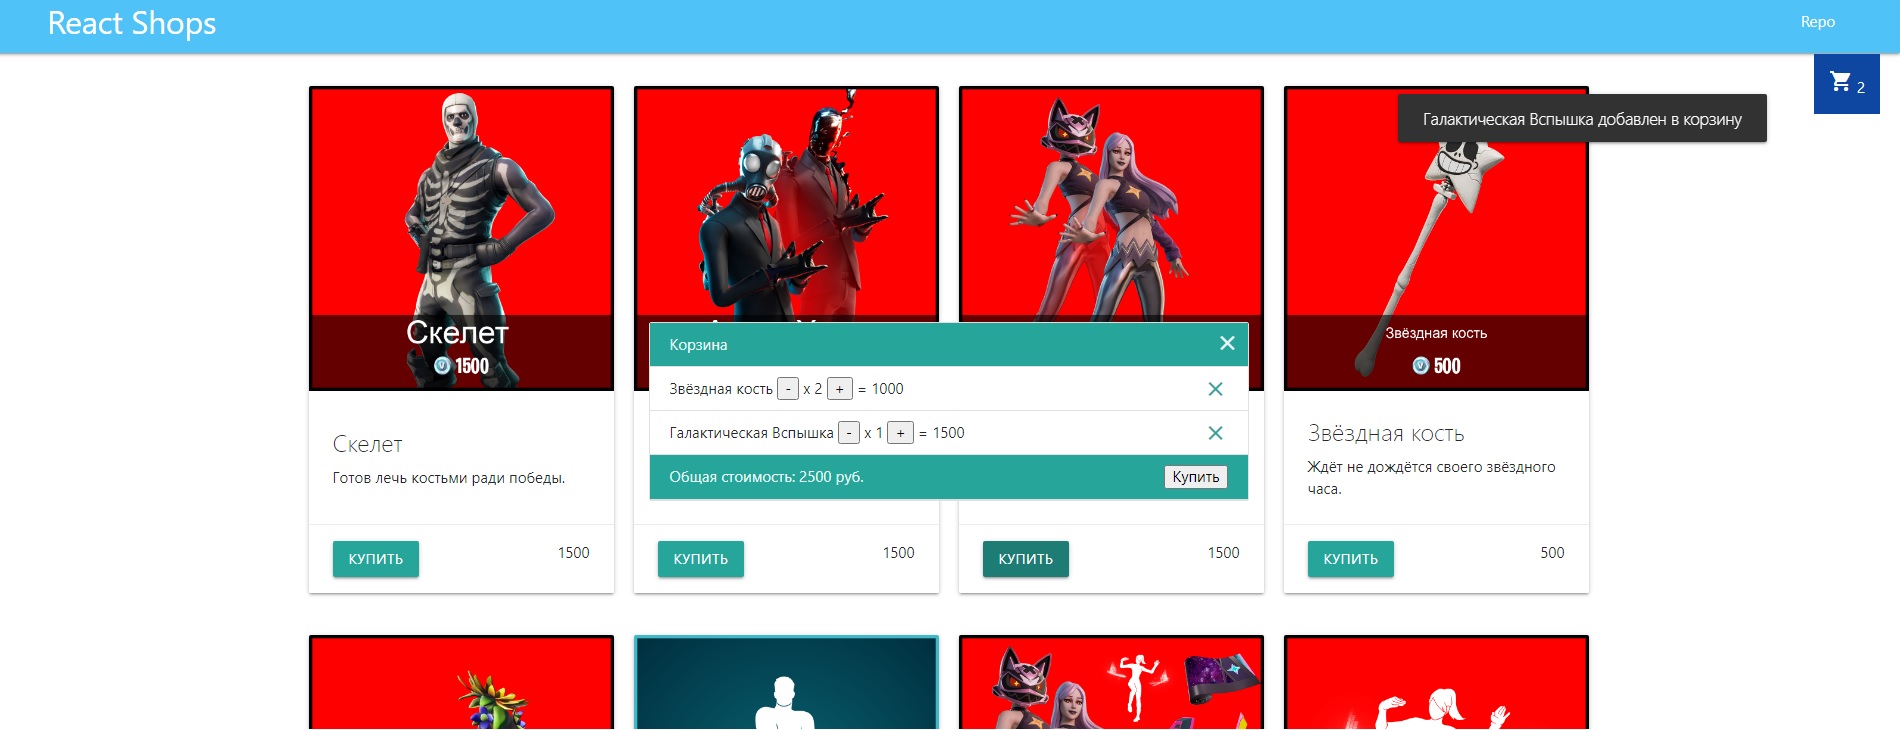 React Shops
Repo
2
Галактическая Вспышка добавлен в корзину
Скелет
1500
Звёздная кость
500
Корзина
Звёздная кость - x 2 + = 1000
Галактическая Вспышка - x 1 + = 1500
Общая стоимость: 2500 руб.
Купить
Скелет
Готов лечь костьми ради победы.
КУПИТЬ
1500
КУПИТЬ
1500
КУПИТЬ
1500
Звёздная кость
Ждёт не дождётся своего звёздного
часа.
КУПИТЬ
500